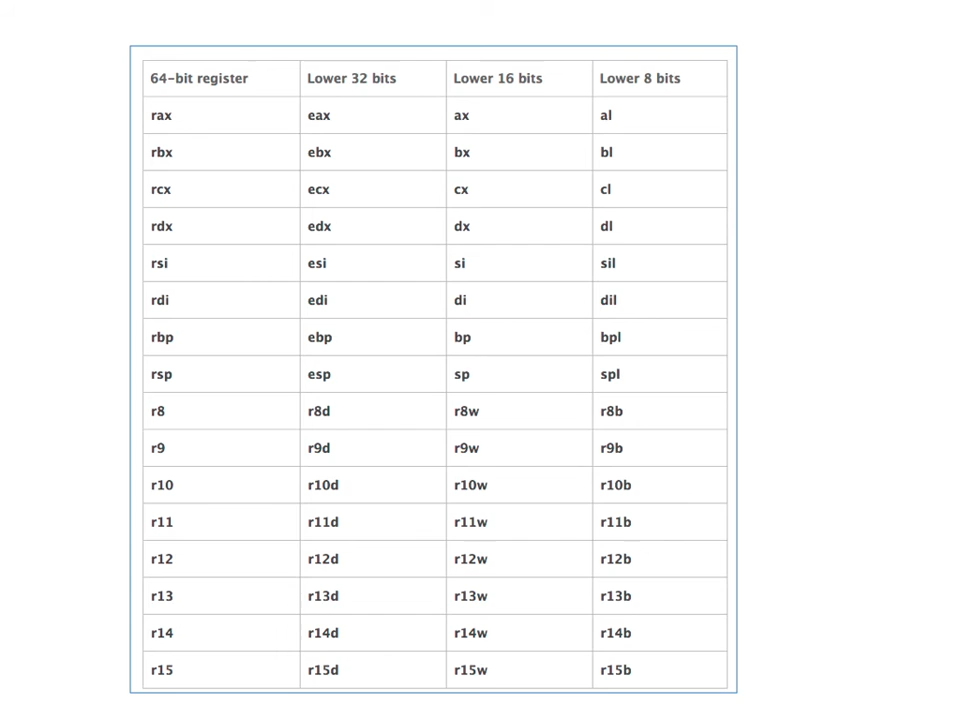 64-bit register Lower 32 bits Lower 16 bits Lower 8 bits
rax eax ax al
rbx ebx bx bl
rcx ecx cx cl
rdx edx dx dl
rsi esi si sil
rdi edi di dil
rbp ebp bp bpl
rsp esp sp spl
r8 r8d r8w r8b
r9 r9d r9w r9b
r10 r10d r10w r10b
r11 r11d r11w r11b
r12 r12d r12w r12b
r13 r13d r13w r13b
r14 r14d r14w r14b
r15 r15d r15w r15b